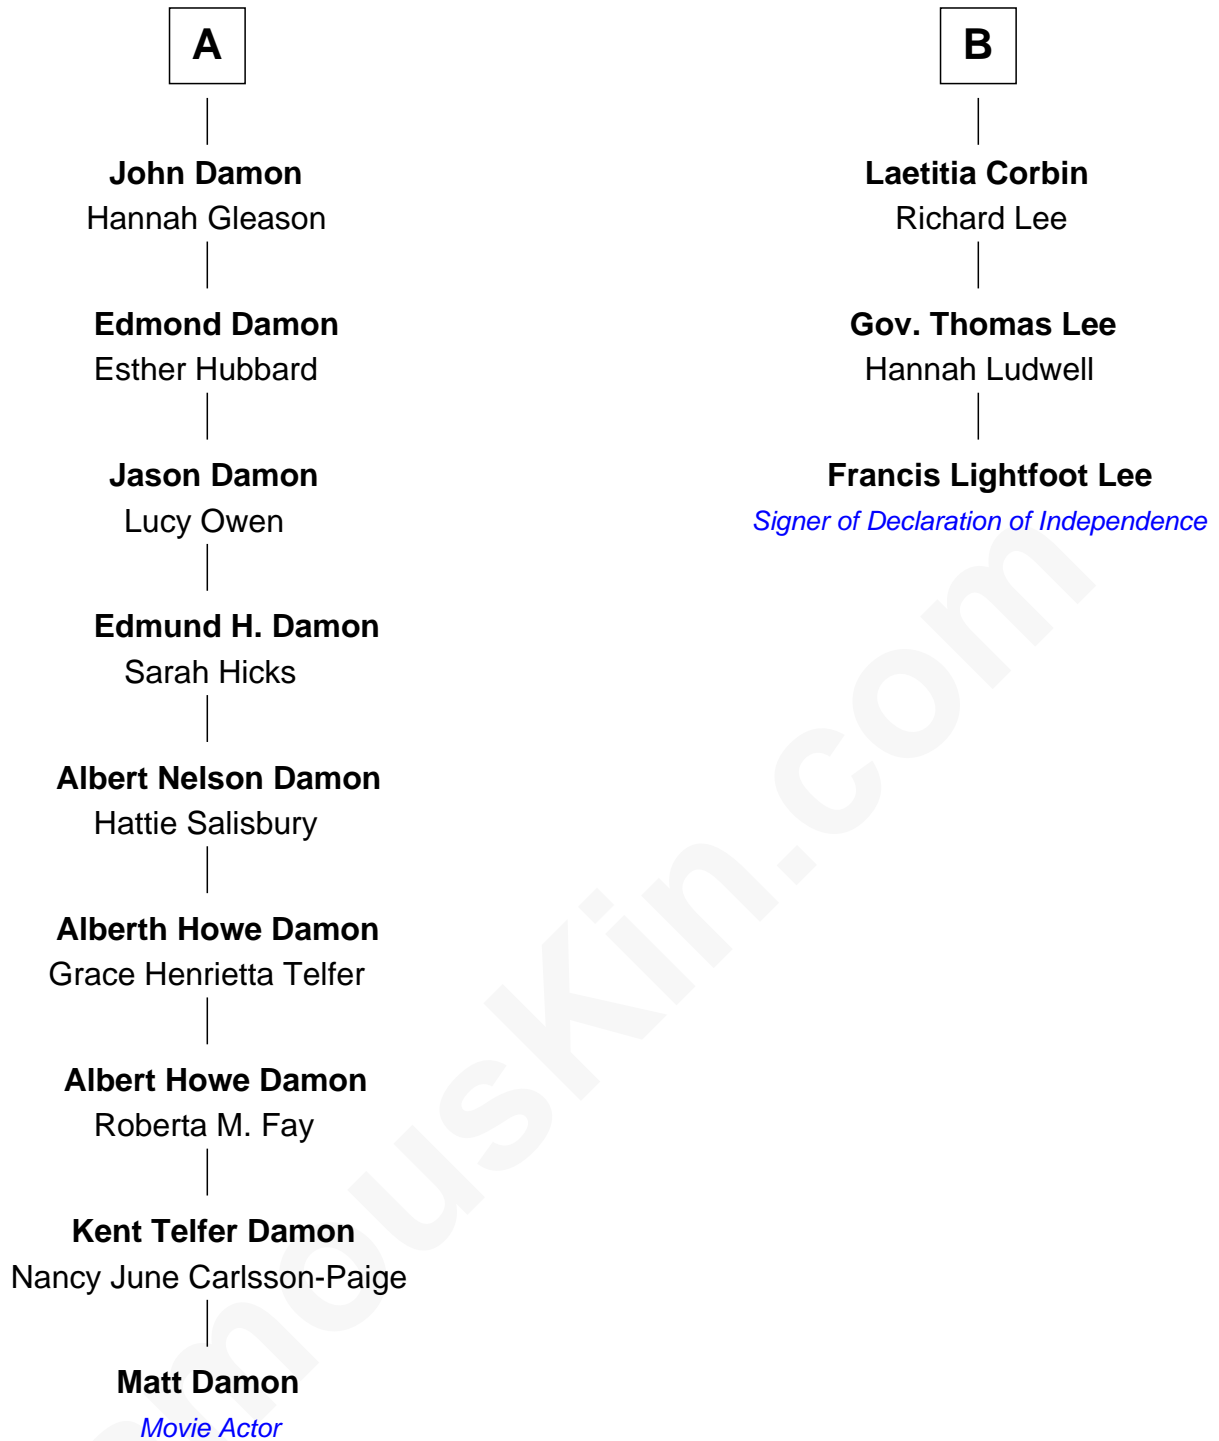 A
John Damon
Hannah Gleason
Edmond Damon
Esther Hubbard
Jason Damon
Lucy Owen
Edmund H. Damon
Sarah Hicks
Albert Nelson Damon
Hattie Salisbury
Alberth Howe Damon
Grace Henrietta Telfer
Albert Howe Damon
Roberta M. Fay
Kent Telfer Damon
Nancy June Carlsson-Paige
Matt Damon
Movie Actor
B
Laetitia Corbin
Richard Lee
Gov. Thomas Lee
Hannah Ludwell
Francis Lightfoot Lee
Signer of Declaration of Independence
mousKin.com